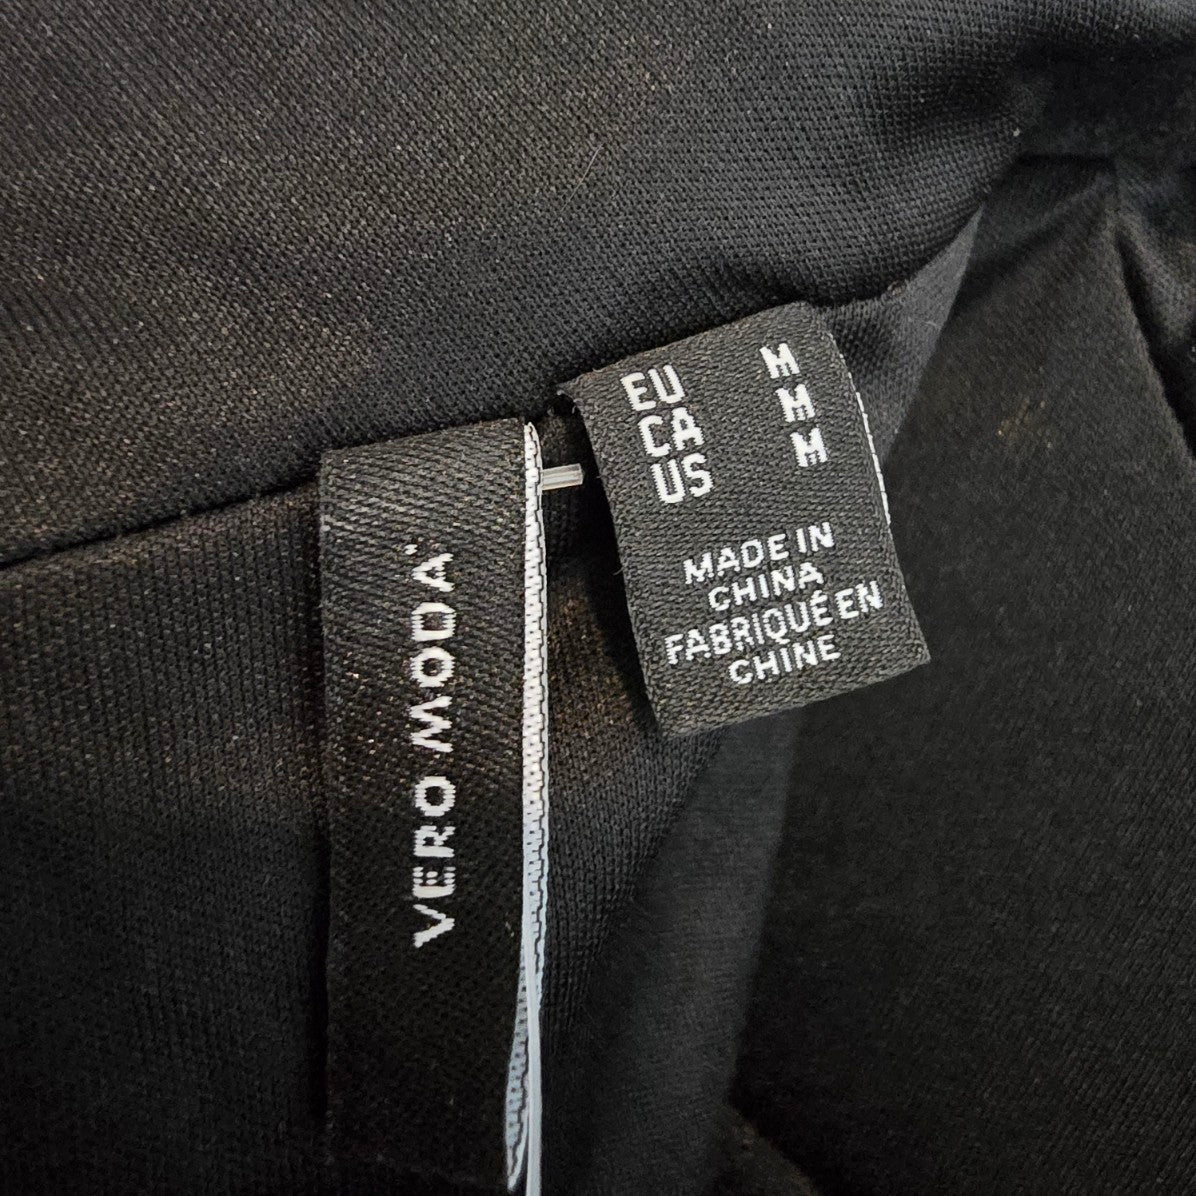 VERO MODA
EU M
CA M
US M
MADE IN
CHINA
FABRIQUÉ EN
CHINE